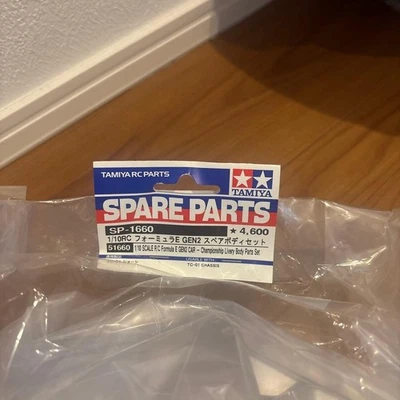 TAMIYA RC PARTS
TAMIYA
SPARE PARTS
SP-1660
★ 4,600
1/10RC フォーミュラE GEN2 スペアボディセット
51660
1/10 SCALE R/C Formula E GEN2 CAR – Championship Livery Body Parts Set
TC-01 CHASSIS